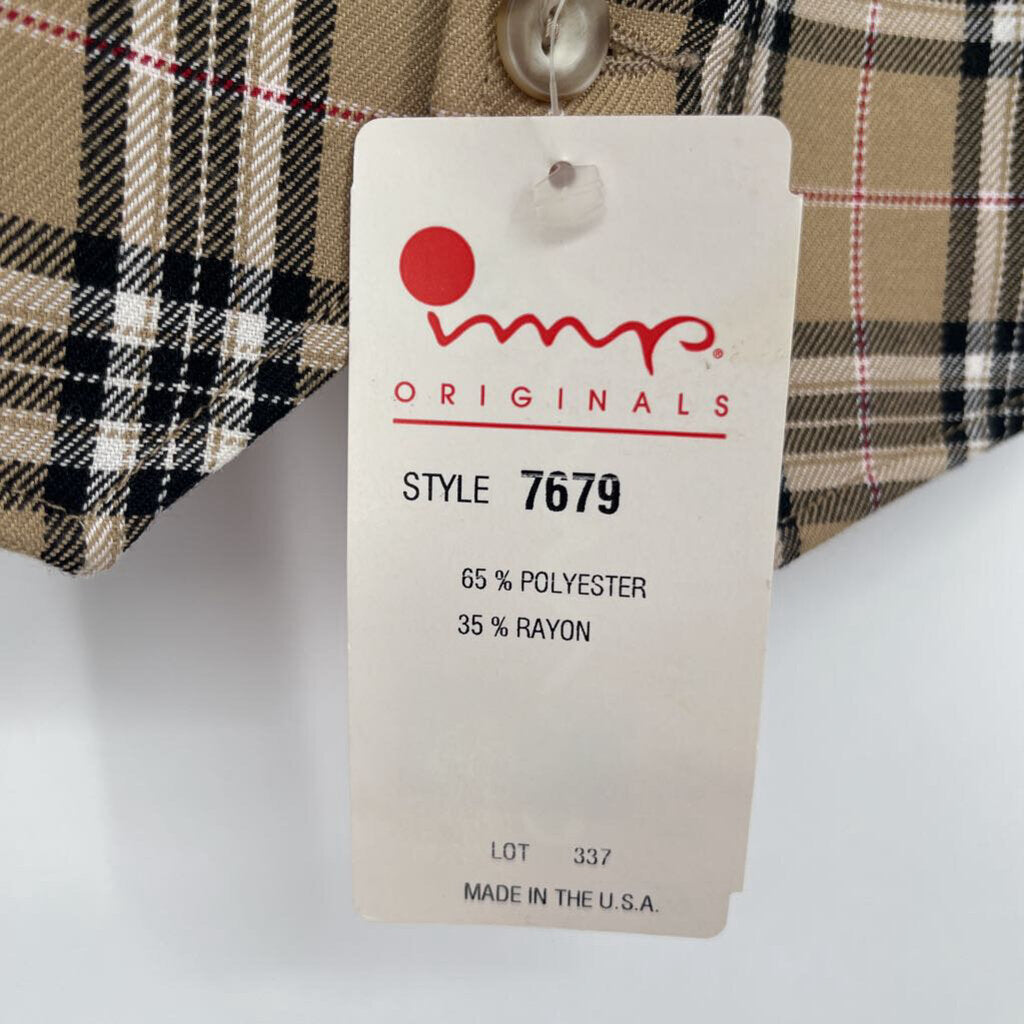 imp®
ORIGINALS
STYLE 7679
65 % POLYESTER
35 % RAYON
LOT 337
MADE IN THE U.S.A.